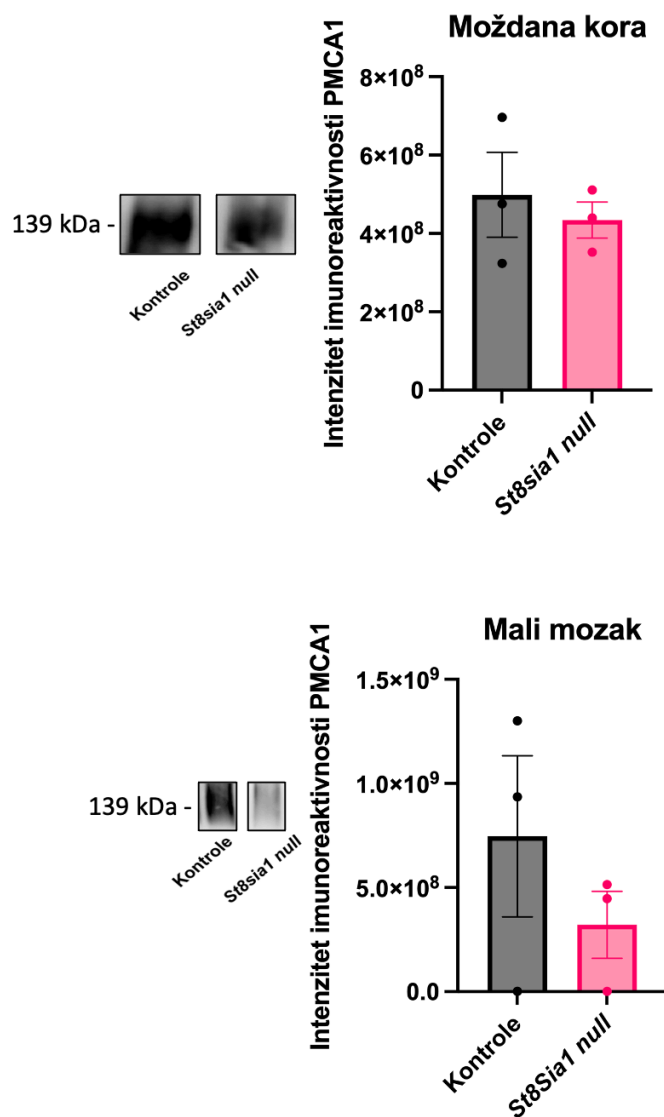 Moždana kora
Intenzitet imunoreaktivnosti PMCA1
8×10⁸
6×10⁸
4×10⁸
2×10⁸
0
139 kDa -
Kontrole
St8sia1 null
Kontrole
St8sia1 null
Mali mozak
Intenzitet imunoreaktivnosti PMCA1
1.5×10⁹
1.0×10⁹
5.0×10⁸
0.0
139 kDa -
Kontrole
St8sia1 null
Kontrole
St8Sia1 null